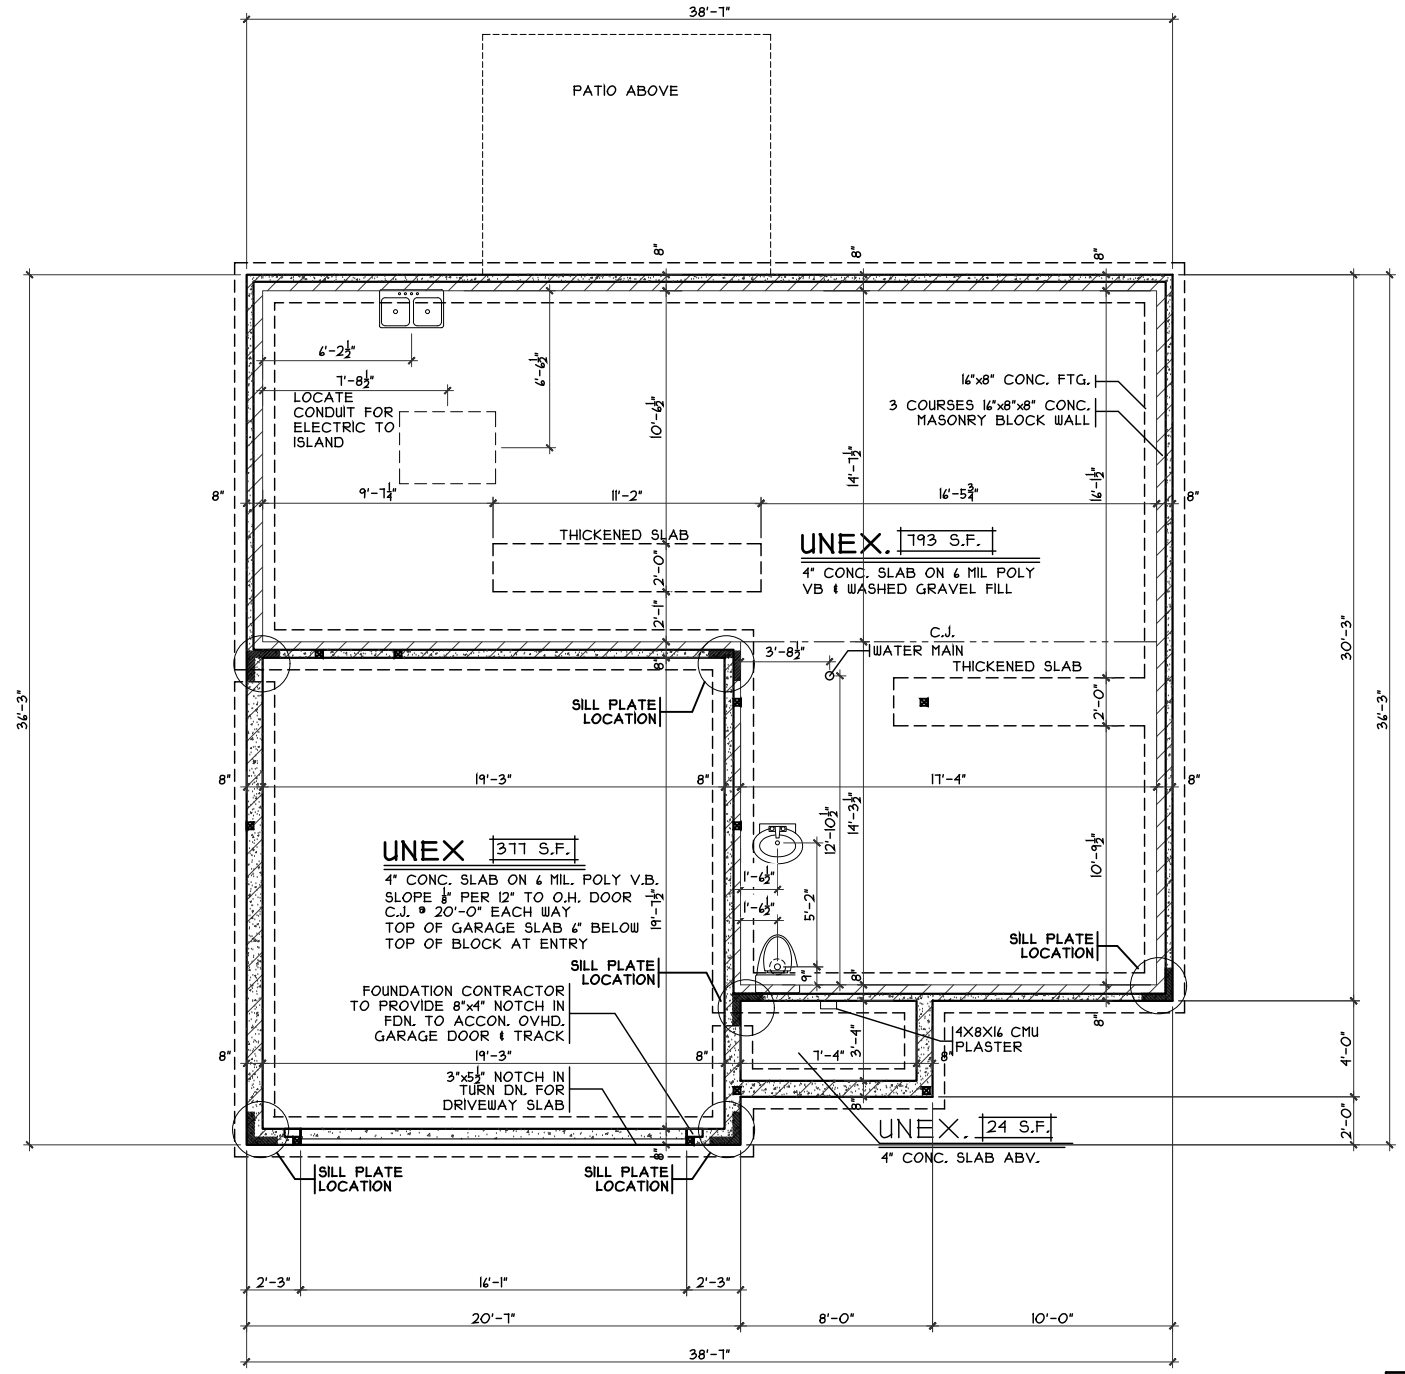 38'-7"
PATIO ABOVE
8"
8"
8"
6'-2½"
7'-8½"
LOCATE
CONDUIT FOR
ELECTRIC TO
ISLAND
6'-6½"
10'-6½"
14'-7½"
16'-1½"
16"x8" CONC. FTG.
3 COURSES 16"x8"x8" CONC.
MASONRY BLOCK WALL
8"
9'-7¼"
11'-2"
16'-5¾"
8"
THICKENED SLAB
2'-0"
2'-1"
UNEX. 793 S.F.
4" CONC. SLAB ON 6 MIL POLY
VB & WASHED GRAVEL FILL
C.J.
3'-8½"
WATER MAIN
THICKENED SLAB
8"
2'-0"
30'-3"
36'-3"
36'-3"
SILL PLATE
LOCATION
8"
19'-3"
8"
17'-4"
8"
12'-10½"
14'-3½"
10'-9½"
UNEX 377 S.F.
4" CONC. SLAB ON 6 MIL. POLY V.B.
SLOPE ⅛" PER 12" TO O.H. DOOR
C.J. @ 20'-0" EACH WAY
TOP OF GARAGE SLAB 6" BELOW
TOP OF BLOCK AT ENTRY
19'-7½"
1'-6½"
1'-6½"
5'-2"
9"
8"
SILL PLATE
LOCATION
SILL PLATE
LOCATION
FOUNDATION CONTRACTOR
TO PROVIDE 8"x4" NOTCH IN
FDN. TO ACCON. OVHD.
GARAGE DOOR & TRACK
8"
4X8X16 CMU
PLASTER
8"
19'-3"
8"
7'-4"
3'-4"
8"
4'-0"
3"x5½" NOTCH IN
TURN DN. FOR
DRIVEWAY SLAB
8"
2'-0"
UNEX. 24 S.F.
4" CONC. SLAB ABV.
8"
SILL PLATE
LOCATION
SILL PLATE
LOCATION
2'-3"
16'-1"
2'-3"
20'-7"
8'-0"
10'-0"
38'-7"